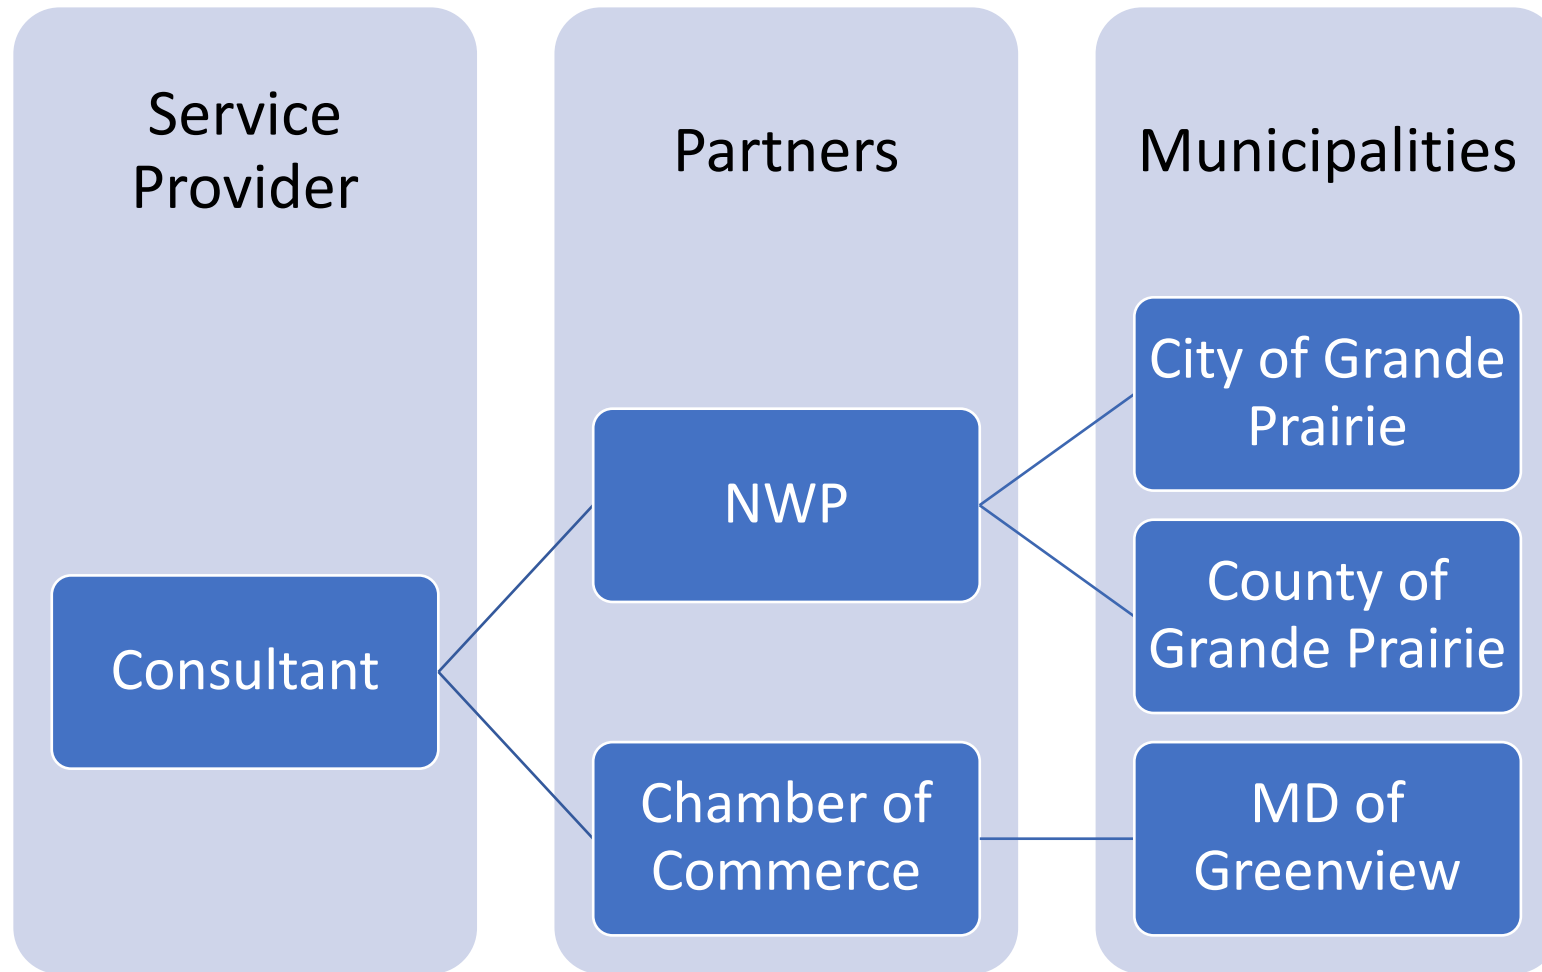 Service
Provider
Partners
Municipalities
Consultant
NWP
Chamber of
Commerce
City of Grande
Prairie
County of
Grande Prairie
MD of
Greenview